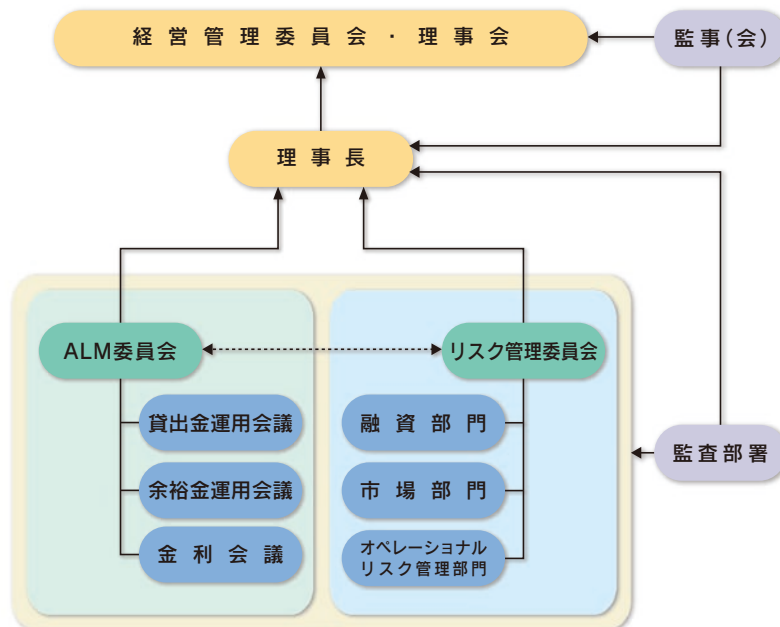 経営管理委員会・理事会
監事(会)
理事長
ALM委員会
リスク管理委員会
貸出金運用会議
融資部門
余裕金運用会議
市場部門
監査部署
金利会議
オペレーショナル
リスク管理部門